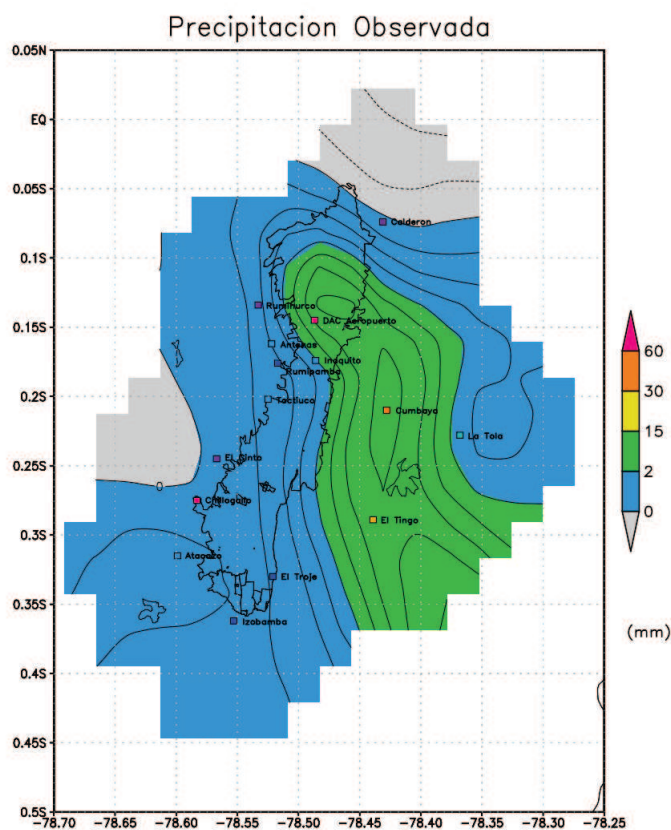 Precipitacion Observada
0.05N
EQ
0.05S
0.1S
0.15S
0.2S
0.25S
0.3S
0.35S
0.4S
0.45S
0.5S
Calderon
Rumihurco
DAC Aeropuerto
Antenas
Inaquito
Rumipamba
Toctiuco
Cumbaya
La Tola
El Cinto
0
Chillogallo
El Tingo
Atacazo
El Troje
Izobamba
60
30
15
2
0
(mm)
-78.70
-78.65
-78.60
-78.55
-78.50
-78.45
-78.40
-78.35
-78.30
-78.25